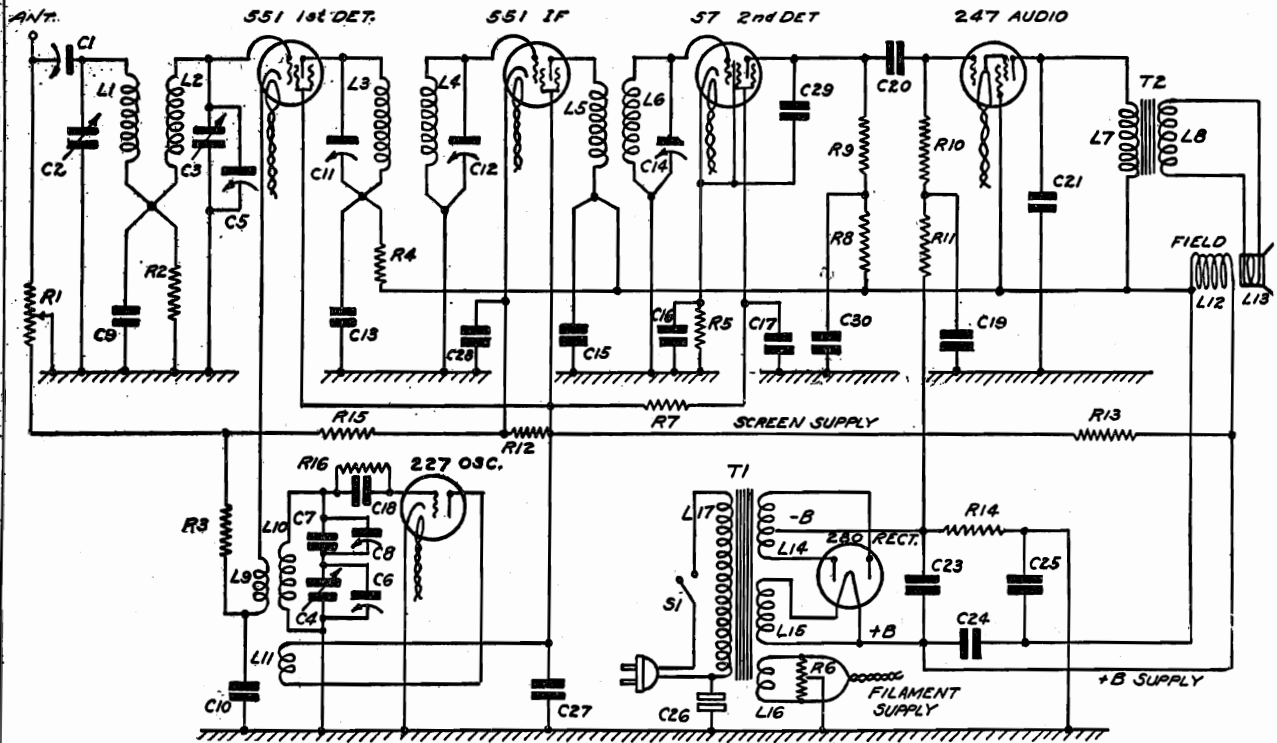 ANT.
551 1st DET.
551 IF
57 2nd DET
247 AUDIO
C1
L1
L2
C2
C3
C5
L3
L4
C11
C12
L5
L6
C14
C29
C20
R9
R10
C21
T2
L7
L8
R1
R2
C9
R4
C13
C28
C15
C16
R5
C17
R8
C30
R11
C19
FIELD
L12
L13
R15
R12
R7
SCREEN SUPPLY
R13
R16
227 OSC.
C18
R3
L10
C7
C8
L9
C4
C6
L11
C10
C27
T1
L17
S1
-B
L14
280 RECT.
R14
C23
C25
L15
+B
C24
R6
L16
C26
FILAMENT
SUPPLY
+B SUPPLY